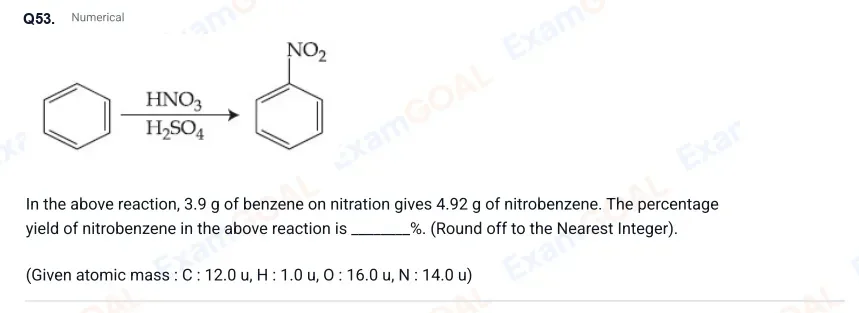 Q53. Numerical
NO₂
HNO₃
H₂SO₄
In the above reaction, 3.9 g of benzene on nitration gives 4.92 g of nitrobenzene. The percentage
yield of nitrobenzene in the above reaction is ________%. (Round off to the Nearest Integer).
(Given atomic mass : C : 12.0 u, H : 1.0 u, O : 16.0 u, N : 14.0 u)
ExamGOAL